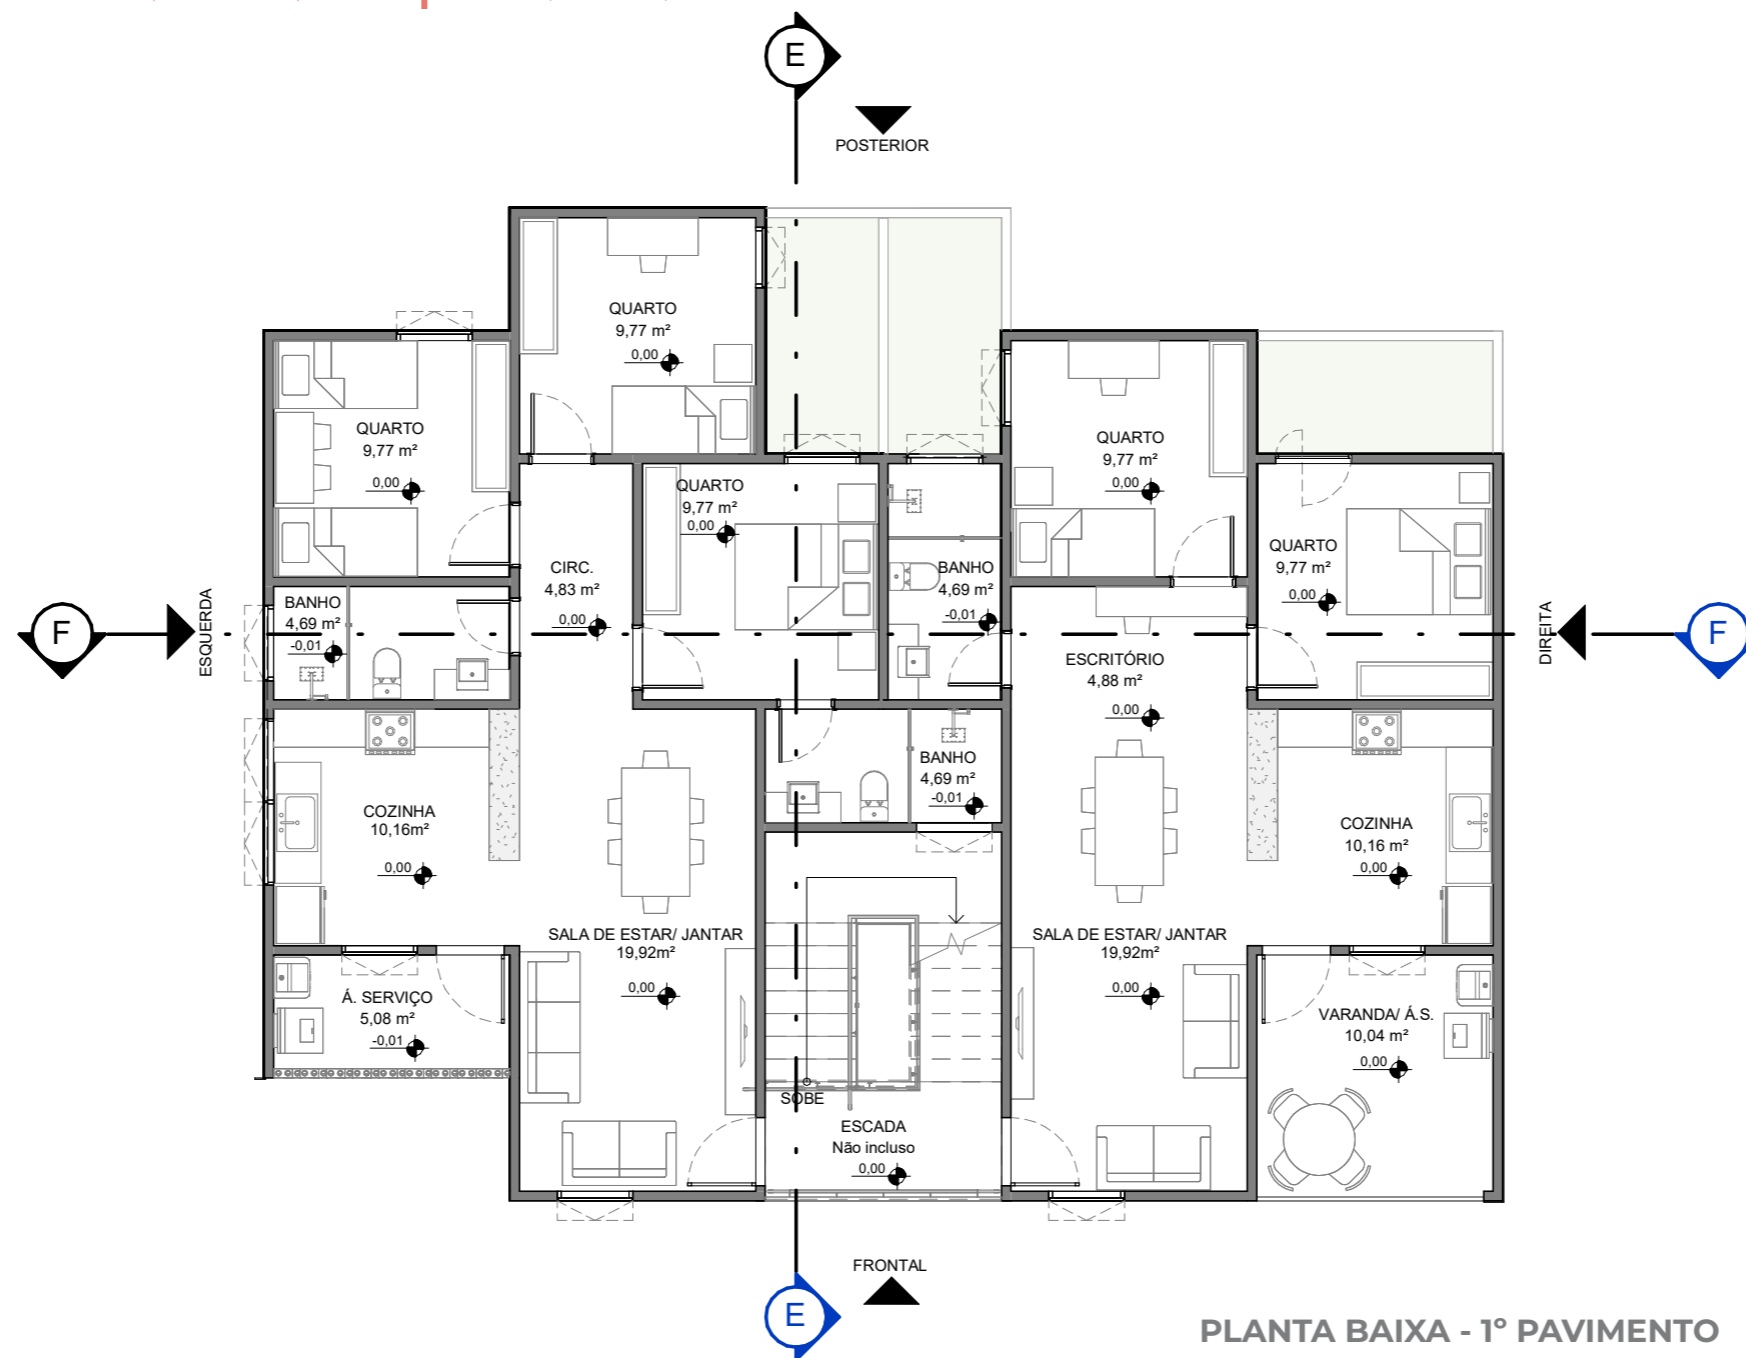 E
POSTERIOR
QUARTO
9,77 m²
0,00
QUARTO
9,77 m²
0,00
QUARTO
9,77 m²
0,00
QUARTO
9,77 m²
0,00
QUARTO
9,77 m²
0,00
CIRC.
4,83 m²
0,00
BANHO
4,69 m²
-0,01
BANHO
4,69 m²
-0,01
F
ESQUERDA
ESCRITÓRIO
4,88 m²
0,00
DIREITA
F
BANHO
4,69 m²
-0,01
COZINHA
10,16m²
0,00
COZINHA
10,16 m²
0,00
SALA DE ESTAR/ JANTAR
19,92m²
0,00
SALA DE ESTAR/ JANTAR
19,92m²
0,00
Á. SERVIÇO
5,08 m²
-0,01
VARANDA/ Á.S.
10,04 m²
0,00
SOBE
ESCADA
Não incluso
0,00
FRONTAL
E
PLANTA BAIXA - 1º PAVIMENTO